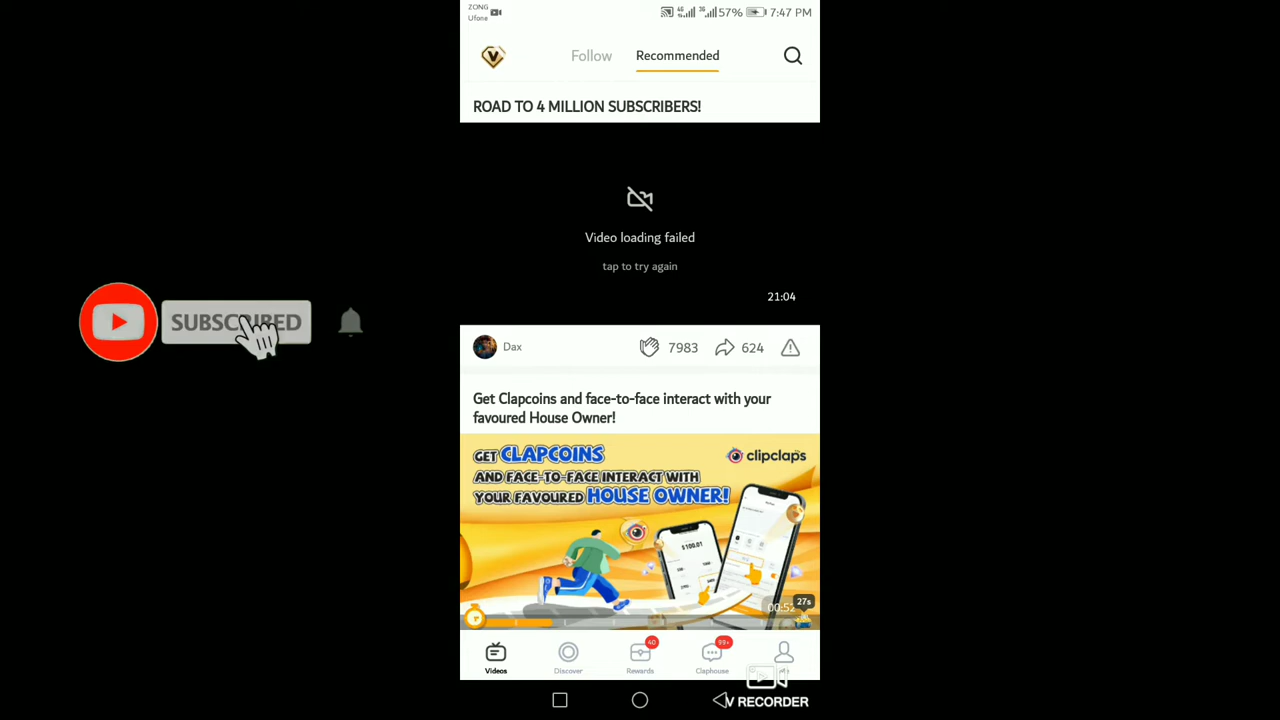 ZONG
Ufone
4G
3G
57%
7:47 PM
V
Follow
Recommended
ROAD TO 4 MILLION SUBSCRIBERS!
Video loading failed
tap to try again
21:04
SUBSCRIBED
Dax
7983
624
Get Clapcoins and face-to-face interact with your
favoured House Owner!
GET CLAPCOINS
clipclaps
AND FACE-TO-FACE INTERACT WITH
YOUR FAVOURED HOUSE OWNER!
$100.01
00:52
27s
40
99+
Videos
Discover
Rewards
Claphouse
V RECORDER